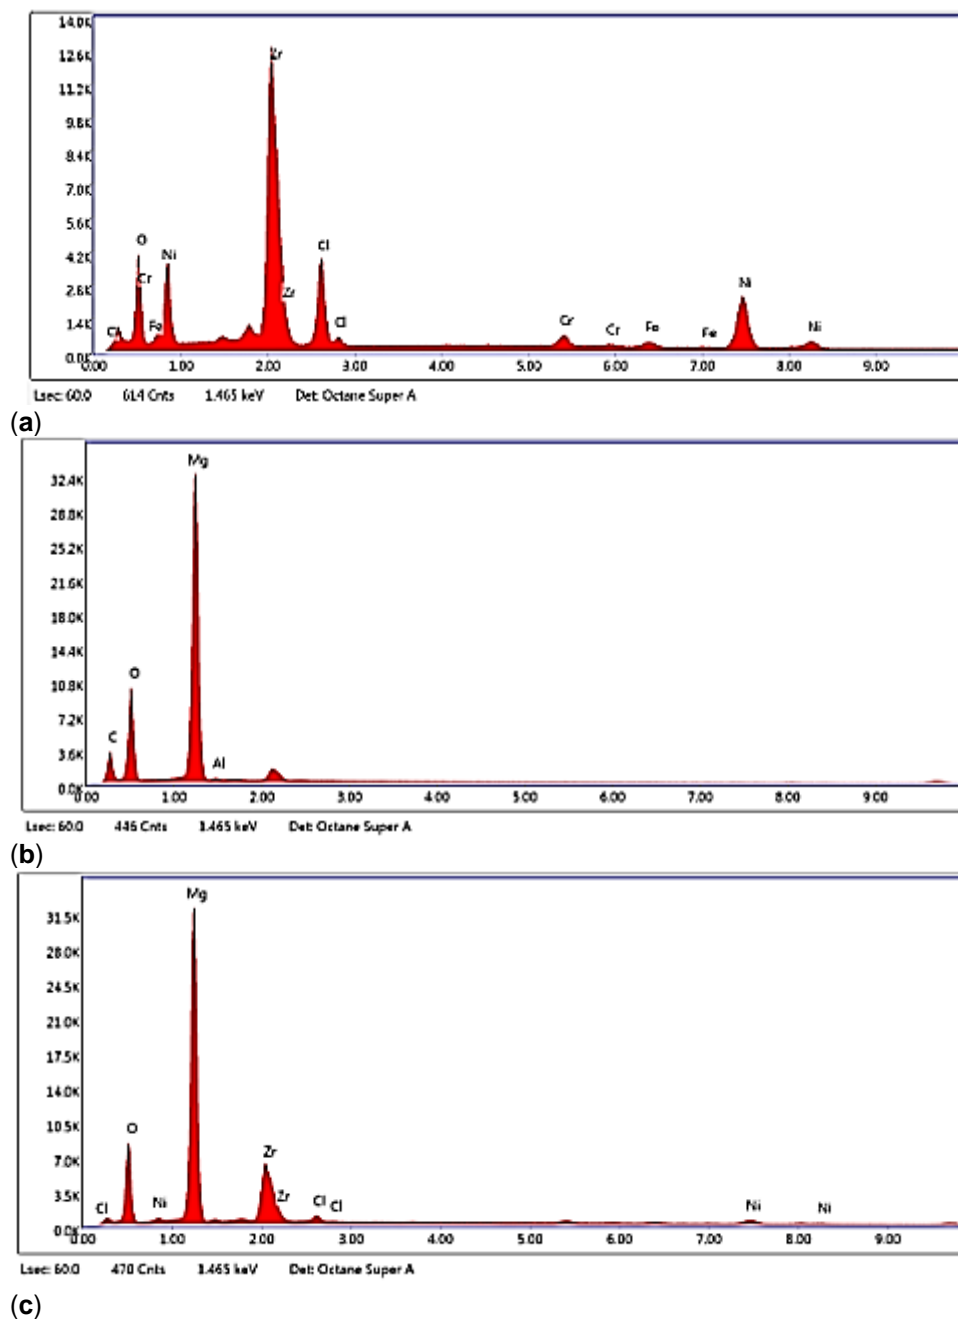 14.0K
12.6K
11.2K
9.8K
8.4K
7.0K
5.6K
4.2K
2.8K
1.4K
0.0K
Zr
O
Ni
Cr
Cl
Fe
Zr
Cl
Cl
Cr
Cr
Fe
Fe
Ni
Ni
0.00 1.00 2.00 3.00 4.00 5.00 6.00 7.00 8.00 9.00
Lsec: 60.0 614 Cnts 1.465 keV Det: Octane Super A
(a)
32.4K
28.8K
25.2K
21.6K
18.0K
14.4K
10.8K
7.2K
3.6K
0.0K
Mg
O
C
Al
0.00 1.00 2.00 3.00 4.00 5.00 6.00 7.00 8.00 9.00
Lsec: 60.0 446 Cnts 1.465 keV Det: Octane Super A
(b)
31.5K
28.0K
24.5K
21.0K
17.5K
14.0K
10.5K
7.0K
3.5K
0.0K
Mg
O
Cl
Ni
Zr
Zr
Cl
Cl
Ni
Ni
0.00 1.00 2.00 3.00 4.00 5.00 6.00 7.00 8.00 9.00
Lsec: 60.0 470 Cnts 1.465 keV Det: Octane Super A
(c)